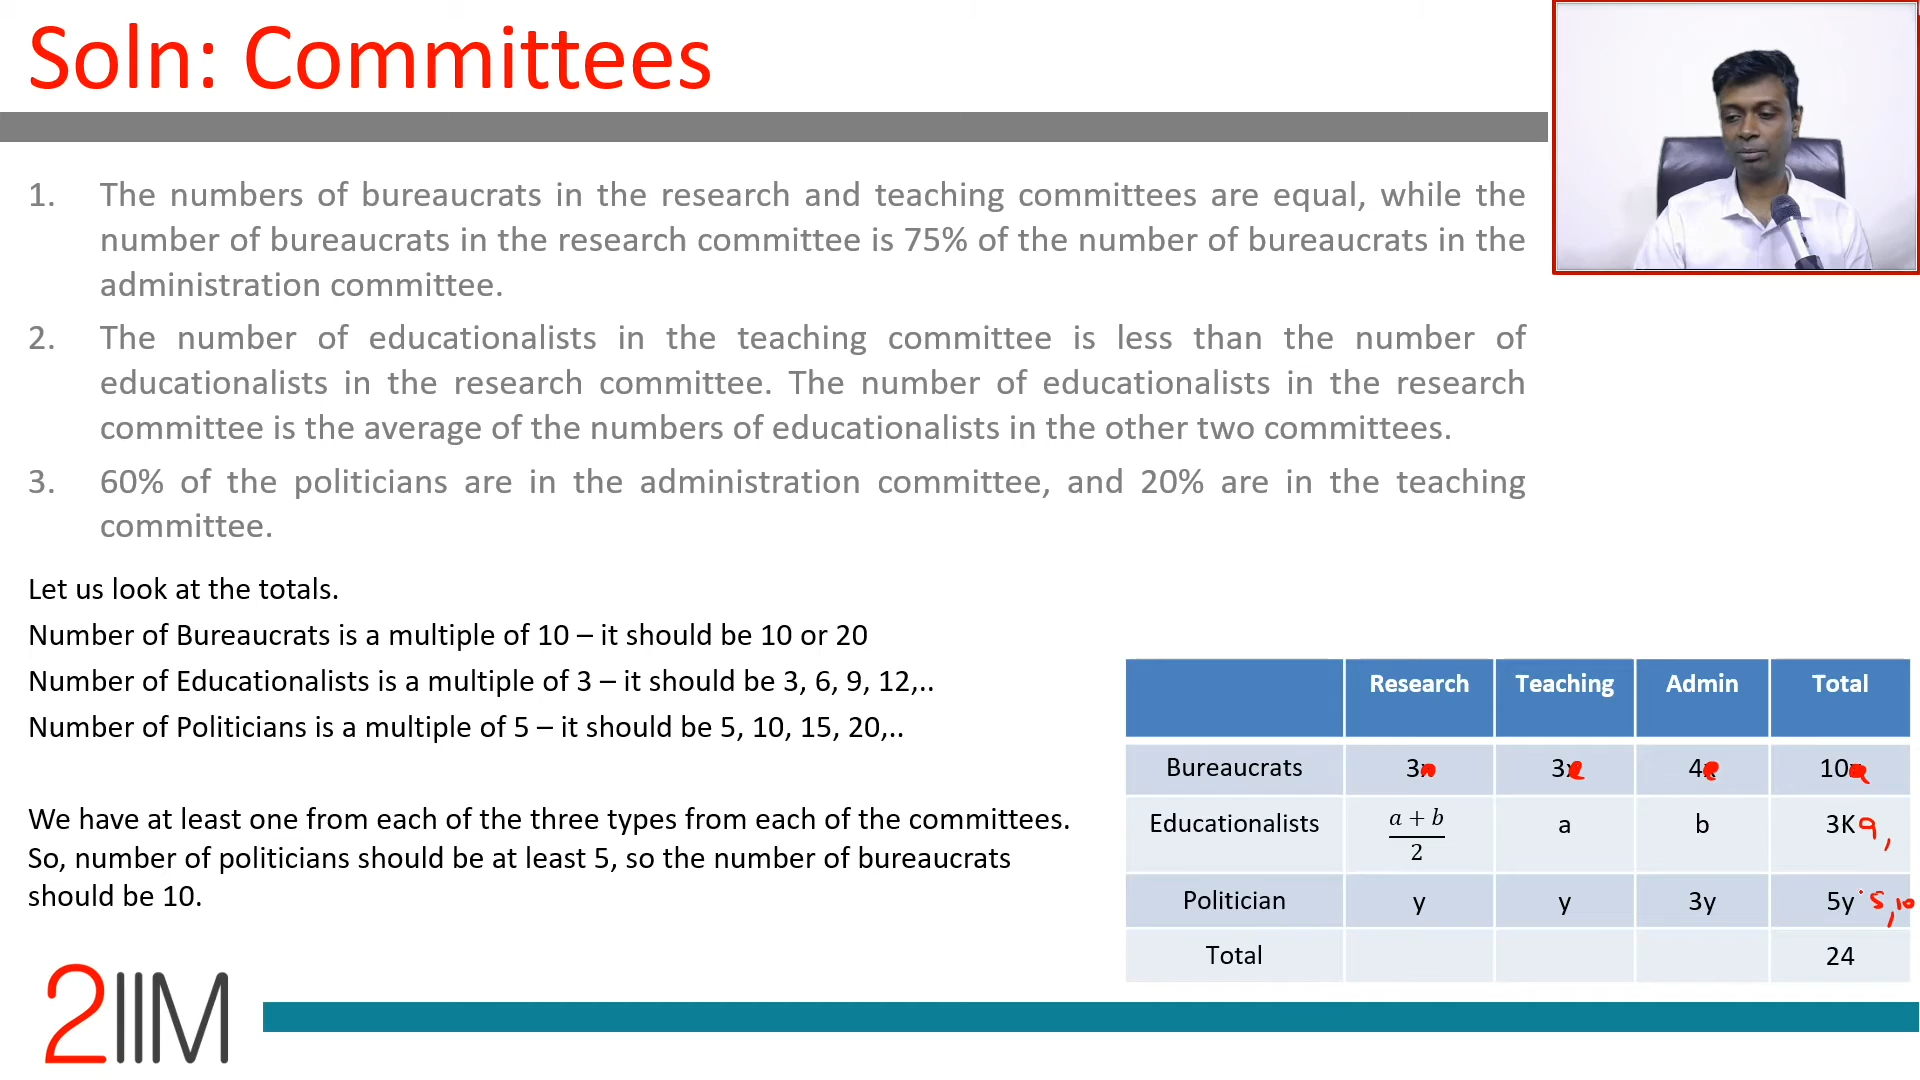 Soln: Committees
1. The numbers of bureaucrats in the research and teaching committees are equal, while the
number of bureaucrats in the research committee is 75% of the number of bureaucrats in the
administration committee.
2. The number of educationalists in the teaching committee is less than the number of
educationalists in the research committee. The number of educationalists in the research
committee is the average of the numbers of educationalists in the other two committees.
3. 60% of the politicians are in the administration committee, and 20% are in the teaching
committee.
Let us look at the totals.
Number of Bureaucrats is a multiple of 10 – it should be 10 or 20
Number of Educationalists is a multiple of 3 – it should be 3, 6, 9, 12,..
Number of Politicians is a multiple of 5 – it should be 5, 10, 15, 20,..
We have at least one from each of the three types from each of the committees.
So, number of politicians should be at least 5, so the number of bureaucrats
should be 10.
Research Teaching Admin Total
Bureaucrats 3 3 4 10
Educationalists a + b / 2 a b 3K 9,
Politician y y 3y 5y 5, 10
Total 24
2IIM